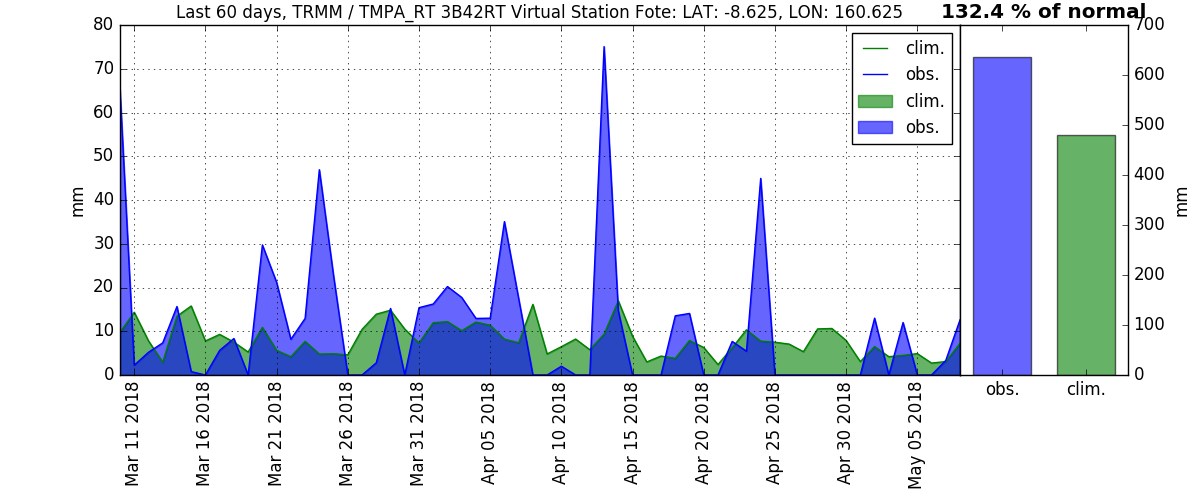 Last 60 days, TRMM / TMPA_RT 3B42RT Virtual Station Fote: LAT: -8.625, LON: 160.625
132.4 % of normal
80
70
60
50
40
30
20
10
0
mm
clim.
obs.
clim.
obs.
Mar 11 2018
Mar 16 2018
Mar 21 2018
Mar 26 2018
Mar 31 2018
Apr 05 2018
Apr 10 2018
Apr 15 2018
Apr 20 2018
Apr 25 2018
Apr 30 2018
May 05 2018
700
600
500
400
300
200
100
0
mm
obs.
clim.